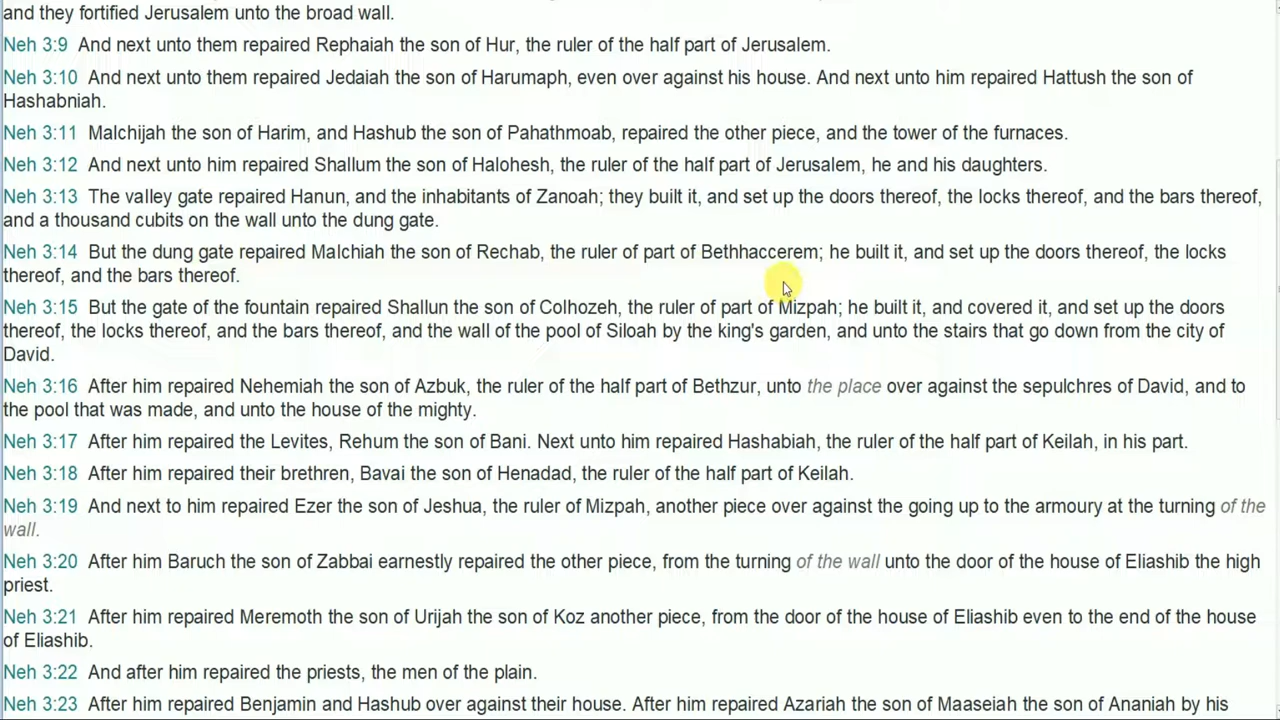 and they fortified Jerusalem unto the broad wall.
Neh 3:9 And next unto them repaired Rephaiah the son of Hur, the ruler of the half part of Jerusalem.
Neh 3:10 And next unto them repaired Jedaiah the son of Harumaph, even over against his house. And next unto him repaired Hattush the son of
Hashabniah.
Neh 3:11 Malchijah the son of Harim, and Hashub the son of Pahathmoab, repaired the other piece, and the tower of the furnaces.
Neh 3:12 And next unto him repaired Shallum the son of Halohesh, the ruler of the half part of Jerusalem, he and his daughters.
Neh 3:13 The valley gate repaired Hanun, and the inhabitants of Zanoah; they built it, and set up the doors thereof, the locks thereof, and the bars thereof,
and a thousand cubits on the wall unto the dung gate.
Neh 3:14 But the dung gate repaired Malchiah the son of Rechab, the ruler of part of Bethhaccerem; he built it, and set up the doors thereof, the locks
thereof, and the bars thereof.
Neh 3:15 But the gate of the fountain repaired Shallun the son of Colhozeh, the ruler of part of Mizpah; he built it, and covered it, and set up the doors
thereof, the locks thereof, and the bars thereof, and the wall of the pool of Siloah by the king's garden, and unto the stairs that go down from the city of
David.
Neh 3:16 After him repaired Nehemiah the son of Azbuk, the ruler of the half part of Bethzur, unto the place over against the sepulchres of David, and to
the pool that was made, and unto the house of the mighty.
Neh 3:17 After him repaired the Levites, Rehum the son of Bani. Next unto him repaired Hashabiah, the ruler of the half part of Keilah, in his part.
Neh 3:18 After him repaired their brethren, Bavai the son of Henadad, the ruler of the half part of Keilah.
Neh 3:19 And next to him repaired Ezer the son of Jeshua, the ruler of Mizpah, another piece over against the going up to the armoury at the turning of the
wall.
Neh 3:20 After him Baruch the son of Zabbai earnestly repaired the other piece, from the turning of the wall unto the door of the house of Eliashib the high
priest.
Neh 3:21 After him repaired Meremoth the son of Urijah the son of Koz another piece, from the door of the house of Eliashib even to the end of the house
of Eliashib.
Neh 3:22 And after him repaired the priests, the men of the plain.
Neh 3:23 After him repaired Benjamin and Hashub over against their house. After him repaired Azariah the son of Maaseiah the son of Ananiah by his